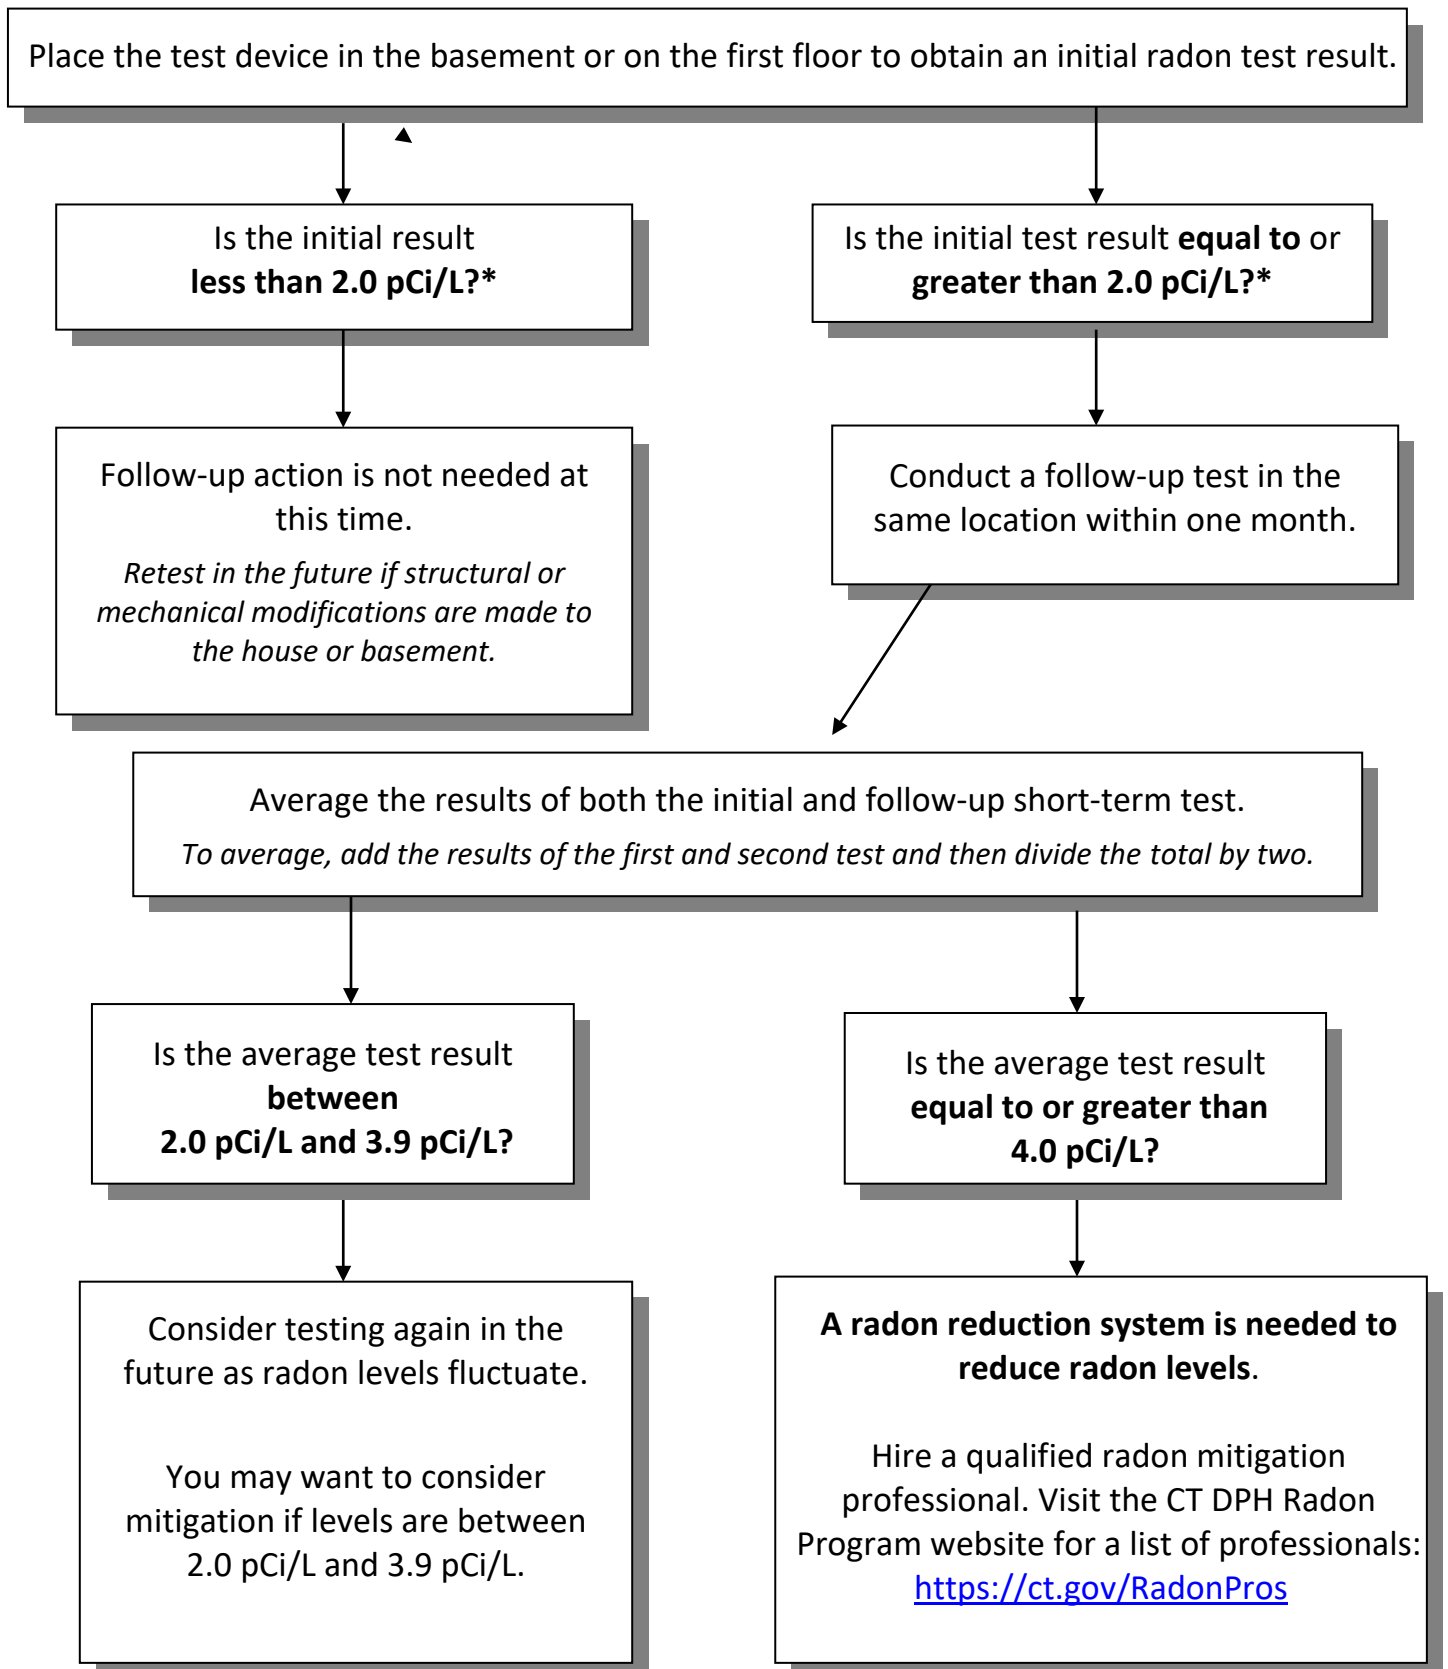 Place the test device in the basement or on the first floor to obtain an initial radon test result.
Is the initial result
less than 2.0 pCi/L?*
Is the initial test result equal to or
greater than 2.0 pCi/L?*
Follow-up action is not needed at
this time.
Retest in the future if structural or
mechanical modifications are made to
the house or basement.
Conduct a follow-up test in the
same location within one month.
Average the results of both the initial and follow-up short-term test.
To average, add the results of the first and second test and then divide the total by two.
Is the average test result
between
2.0 pCi/L and 3.9 pCi/L?
Is the average test result
equal to or greater than
4.0 pCi/L?
Consider testing again in the
future as radon levels fluctuate.
You may want to consider
mitigation if levels are between
2.0 pCi/L and 3.9 pCi/L.
A radon reduction system is needed to
reduce radon levels.
Hire a qualified radon mitigation
professional. Visit the CT DPH Radon
Program website for a list of professionals:
https://ct.gov/RadonPros